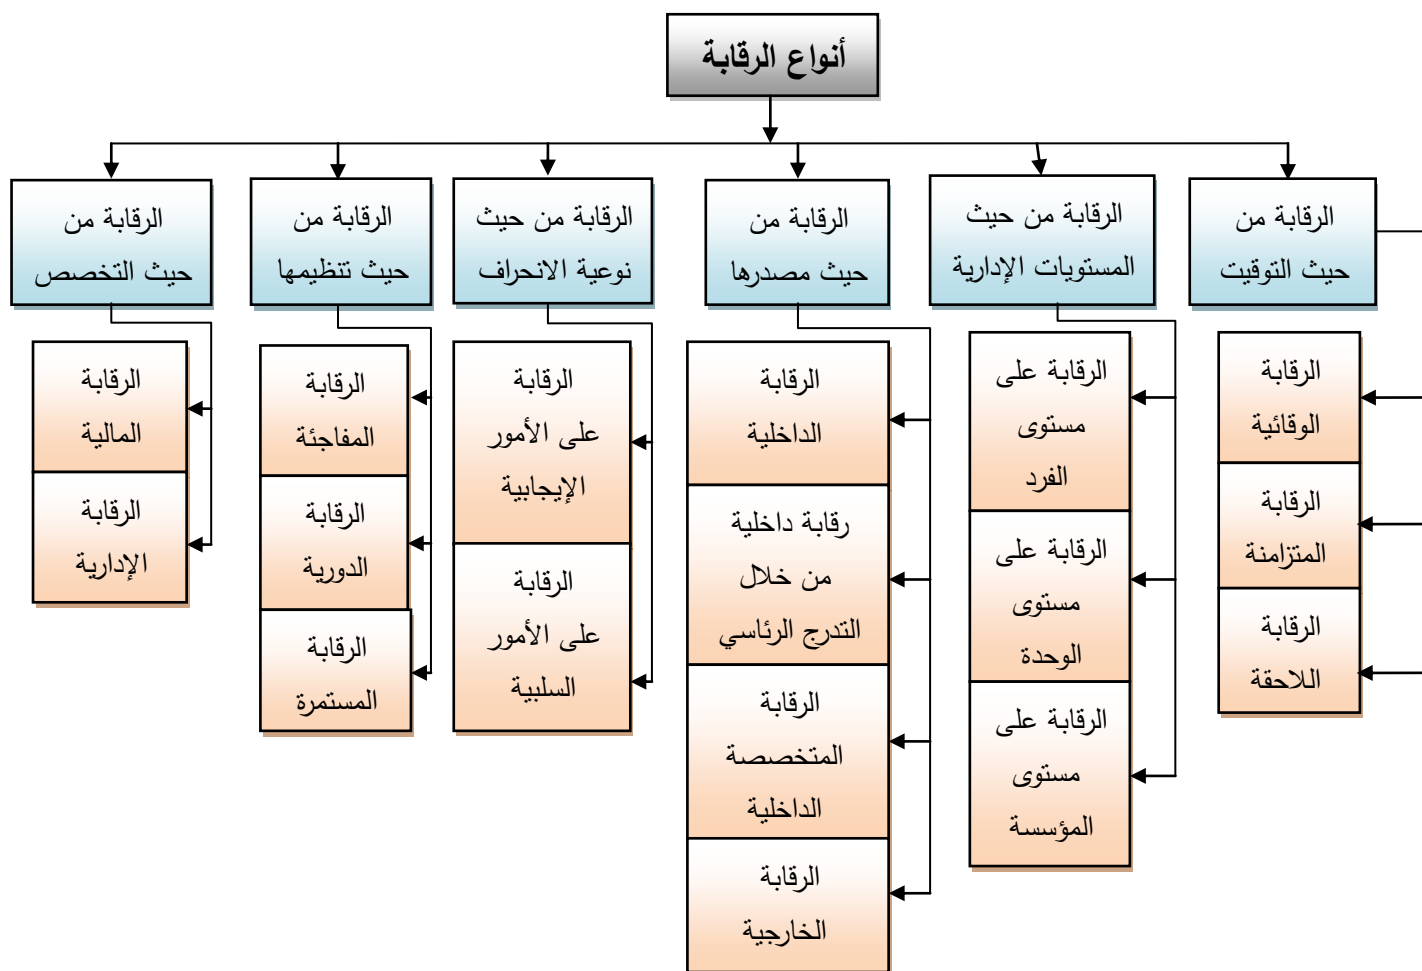 أنواع الرقابة
الرقابة من
حيث التوقيت
الرقابة
الوقائية
الرقابة
المتزامنة
الرقابة
اللاحقة
الرقابة من حيث
المستويات الإدارية
الرقابة على
مستوى
الفرد
الرقابة على
مستوى
الوحدة
الرقابة على
مستوى
المؤسسة
الرقابة من
حيث مصدرها
الرقابة
الداخلية
رقابة داخلية
من خلال
التدرج الرئاسي
الرقابة
المتخصصة
الداخلية
الرقابة
الخارجية
الرقابة من حيث
نوعية الانحراف
الرقابة
على الأمور
الإيجابية
الرقابة
على الأمور
السلبية
الرقابة من
حيث تنظيمها
الرقابة
المفاجئة
الرقابة
الدورية
الرقابة
المستمرة
الرقابة من
حيث التخصص
الرقابة
المالية
الرقابة
الإدارية